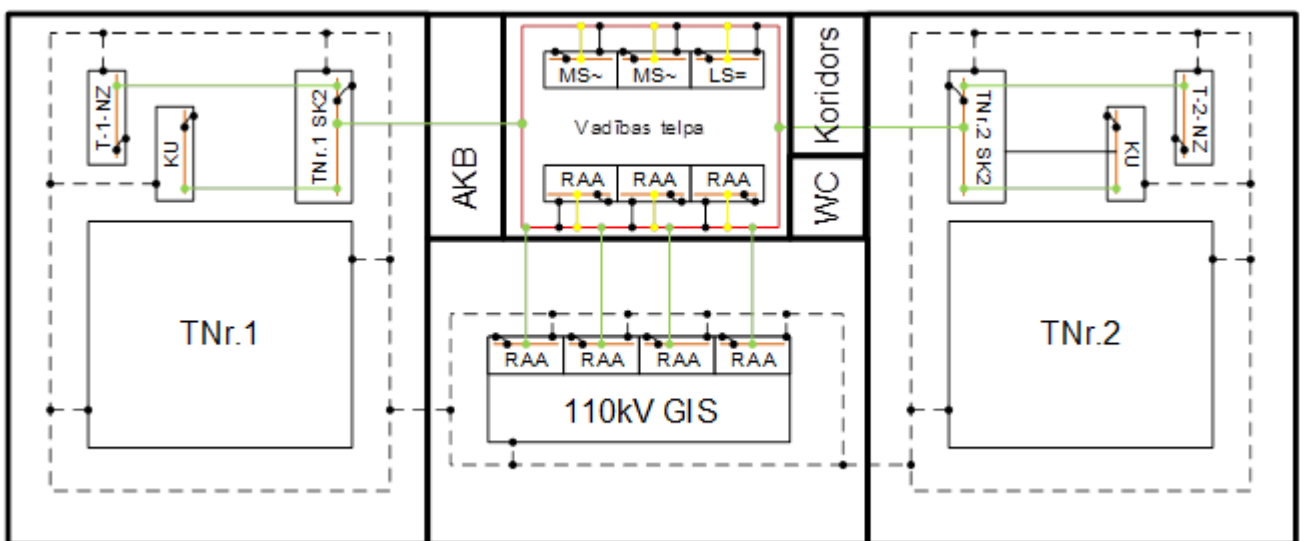 MS~ MS~ LS=
Vadības telpa
RAA RAA RAA
AKB
Koridors
WC
T-1-NZ
KU
TNr.1 SK2
TNr.1
RAA RAA RAA RAA
110kV GIS
TNr.2 SK2
KU
T-2-NZ
TNr.2